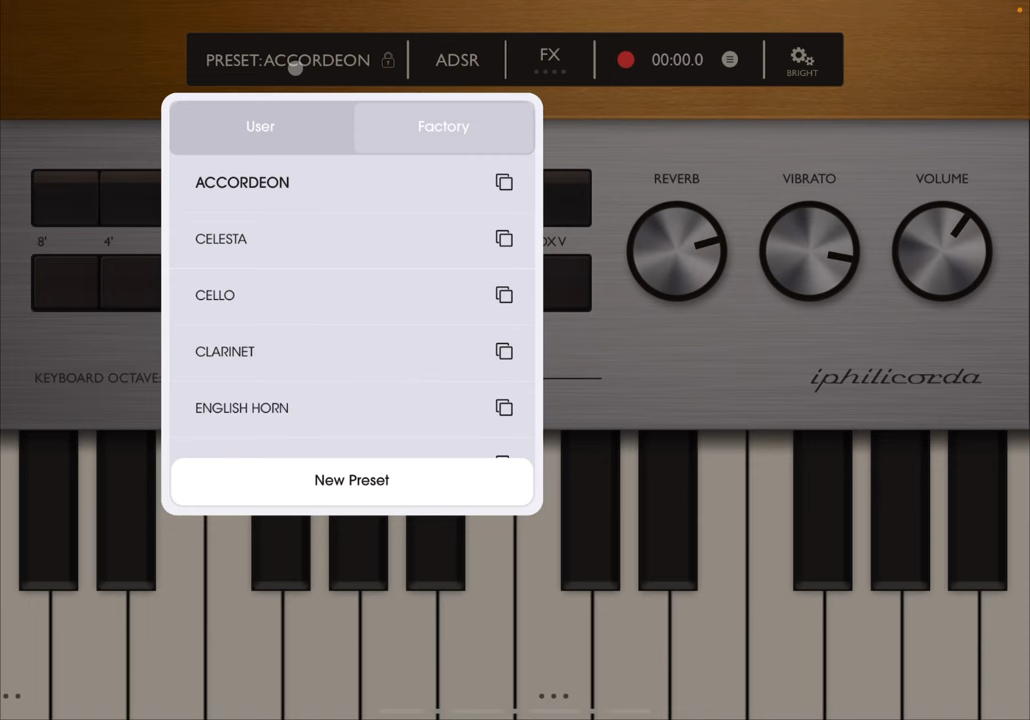 PRESET:ACCORDEON
ADSR
FX
00:00.0
BRIGHT
User
Factory
ACCORDEON
CELESTA
CELLO
CLARINET
ENGLISH HORN
New Preset
REVERB
VIBRATO
VOLUME
8'
4'
OX V
KEYBOARD OCTAVE:
iphilicorda